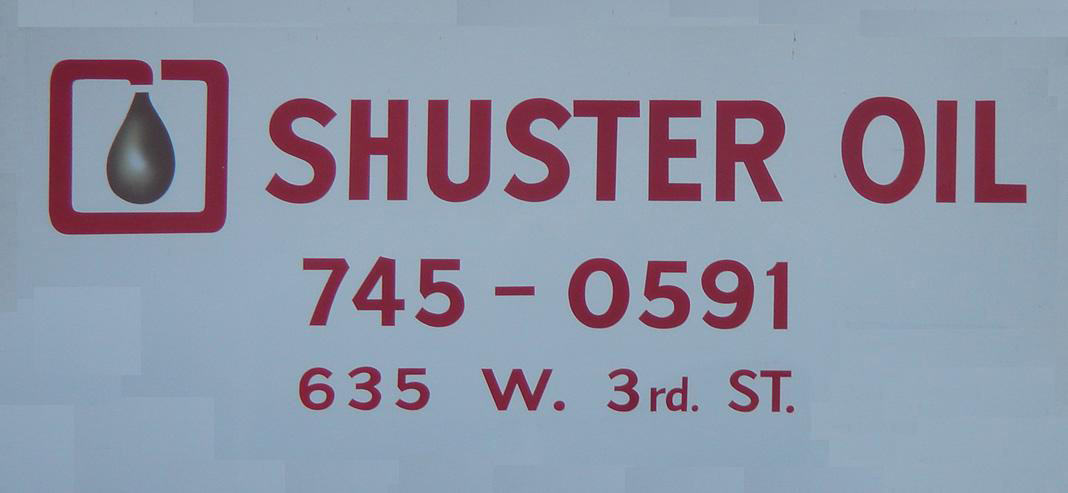 SHUSTER OIL
745-0591
635 W. 3rd. ST.